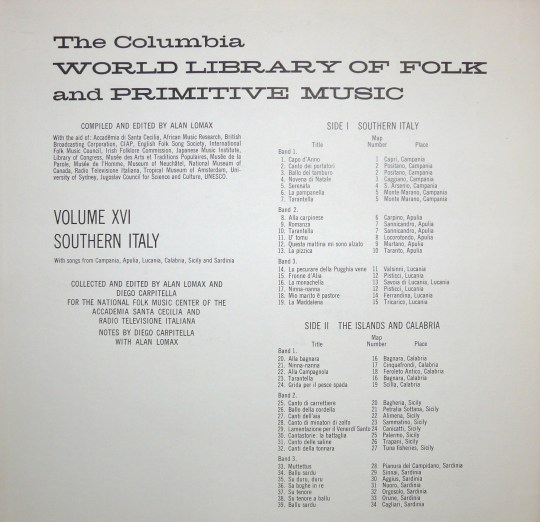 The Columbia
WORLD LIBRARY OF FOLK
and PRIMITIVE MUSIC
COMPILED AND EDITED BY ALAN LOMAX
With the aid of: Accadémia di Santa Cecilia, African Music Research, British
Broadcasting Corporation, CIAP, English Folk Song Society, International
Folk Music Council, Irish Folklore Commission, Japanese Music Institute,
Library of Congress, Musée des Arts et Traditions Populaires, Musée de la
Parole, Musée de l'Homme, Museum of Neufchâtel, National Museum of
Canada, Radio Televisione Italiana, Tropical Museum of Amsterdam, Uni-
versity of Sydney, Jugoslav Council for Science and Culture, UNESCO.
VOLUME XVI
SOUTHERN ITALY
With songs from Campania, Apulia, Lucania, Calabria, Sicily and Sardinia
COLLECTED AND EDITED BY ALAN LOMAX AND
DIEGO CARPITELLA
FOR THE NATIONAL FOLK MUSIC CENTER OF THE
ACCADEMIA SANTA CECILIA AND
RADIO TELEVISIONE ITALIANA
NOTES BY DIEGO CARPITELLA
WITH ALAN LOMAX
SIDE I SOUTHERN ITALY
Title Map Number Place
Band 1.
1. Capo d'Anno 1 Capri, Campania
2. Canto dei portatori 2 Positano, Campania
3. Ballo del tamburo 2 Positano, Campania
4. Novena di Natale 3 Caggiano, Campania
5. Serenata 4 S. Arsenio, Campania
6. La pampanella 5 Monte Marano, Campania
7. Tarantella 5 Monte Marano, Campania
Band 2.
8. Alla carpinese 6 Carpino, Apulia
9. Romanza 7 Sannicandro, Apulia
10. Tarantella 7 Sannicandro, Apulia
11. U' tomu 8 Locorotondo, Apulia
12. Questa mattina mi sono alzato 9 Martano, Apulia
13. La pizzica 10 Taranto, Apulia
Band 3.
14. La pecurara della Pugghia vene 11 Valsinni, Lucania
15. Fronne d'Alia 12 Pisticci, Lucania
16. La monachella 13 Savoia di Lucania, Lucania
17. Ninna-nanna 12 Pisticci, Lucania
18. Mio marito è pastore 14 Ferrandina, Lucania
19. La Maddalena 15 Tricarico, Lucania
SIDE II THE ISLANDS AND CALABRIA
Title Map Number Place
Band 1.
20. Alla bagnara 16 Bagnara, Calabria
21. Ninna-nanna 17 Cinquefrondi, Calabria
22. Alla Campagnola 18 Feroleto Antico, Calabria
23. Tarantella 16 Bagnara, Calabria
24. Grida per il pesce spada 19 Scilla, Calabria
Band 2.
25. Canto di carrettiere 20 Bagheria, Sicily
26. Ballo della cordella 21 Petralia Sottana, Sicily
27. Canti dell'aia 22 Alimena, Sicily
28. Canto di minatori di zolfo 23 Sommatino, Sicily
29. Lamentazione per il Venerdi Santo 24 Canicatti, Sicily
30. Cantastorie: la battaglia 25 Palermo, Sicily
31. Canto delle saline 26 Trapani, Sicily
32. Canto della tonnara 27 Tuna fisheries, Sicily
Band 3.
33. Muttettus 28 Pianura del Campidano, Sardinia
34. Ballu sardu 29 Sinnai, Sardinia
35. Su duru, duru 30 Aggius, Sardinia
36. Sa boghe in re 31 Nuoro, Sardinia
37. Su tenore 32 Orgosolo, Sardinia
38. Su tenore a ballu 33 Orune, Sardinia
39. Ballu sardu 34 Cagliari, Sardinia